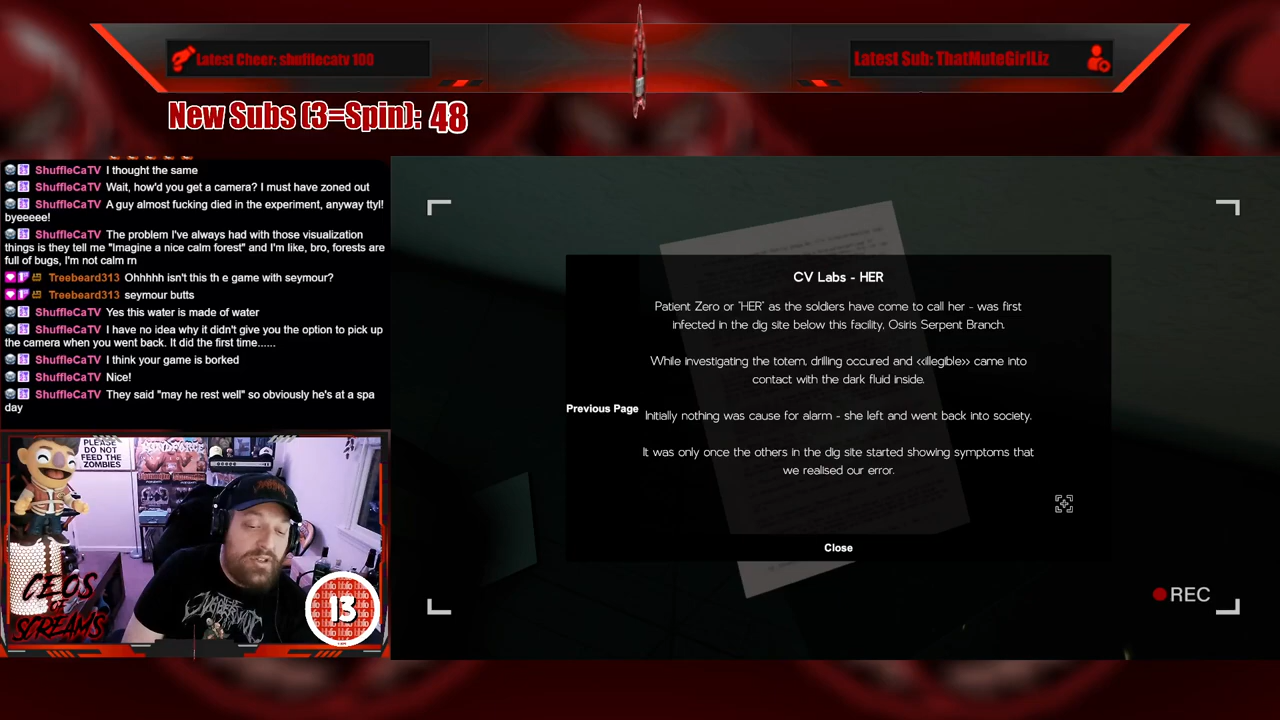 Latest Cheer: shufflecatv 100
Latest Sub: ThatMuteGirlLiz
New Subs (3=Spin): 48
ShuffleCaTV I thought the same
ShuffleCaTV Wait, how'd you get a camera? I must have zoned out
ShuffleCaTV A guy almost fucking died in the experiment, anyway ttyl!
byeeeee!
ShuffleCaTV The problem I've always had with those visualization
things is they tell me "Imagine a nice calm forest" and I'm like, bro, forests are
full of bugs, I'm not calm rn
Treebeard313 Ohhhhh isn't this th e game with seymour?
Treebeard313 seymour butts
ShuffleCaTV Yes this water is made of water
ShuffleCaTV I have no idea why it didn't give you the option to pick up
the camera when you went back. It did the first time......
ShuffleCaTV I think your game is borked
ShuffleCaTV Nice!
ShuffleCaTV They said "may he rest well" so obviously he's at a spa
day
CV Labs - HER
Patient Zero or "HER" as the soldiers have come to call her - was first
infected in the dig site below this facility, Osiris Serpent Branch.
While investigating the totem, drilling occured and <<illegible>> came into
contact with the dark fluid inside.
Previous Page
Initially nothing was cause for alarm - she left and went back into society.
It was only once the others in the dig site started showing symptoms that
we realised our error.
Close
REC
PLEASE
DO NOT
FEED THE
ZOMBIES
CEOS
OF
SCREAMS
13